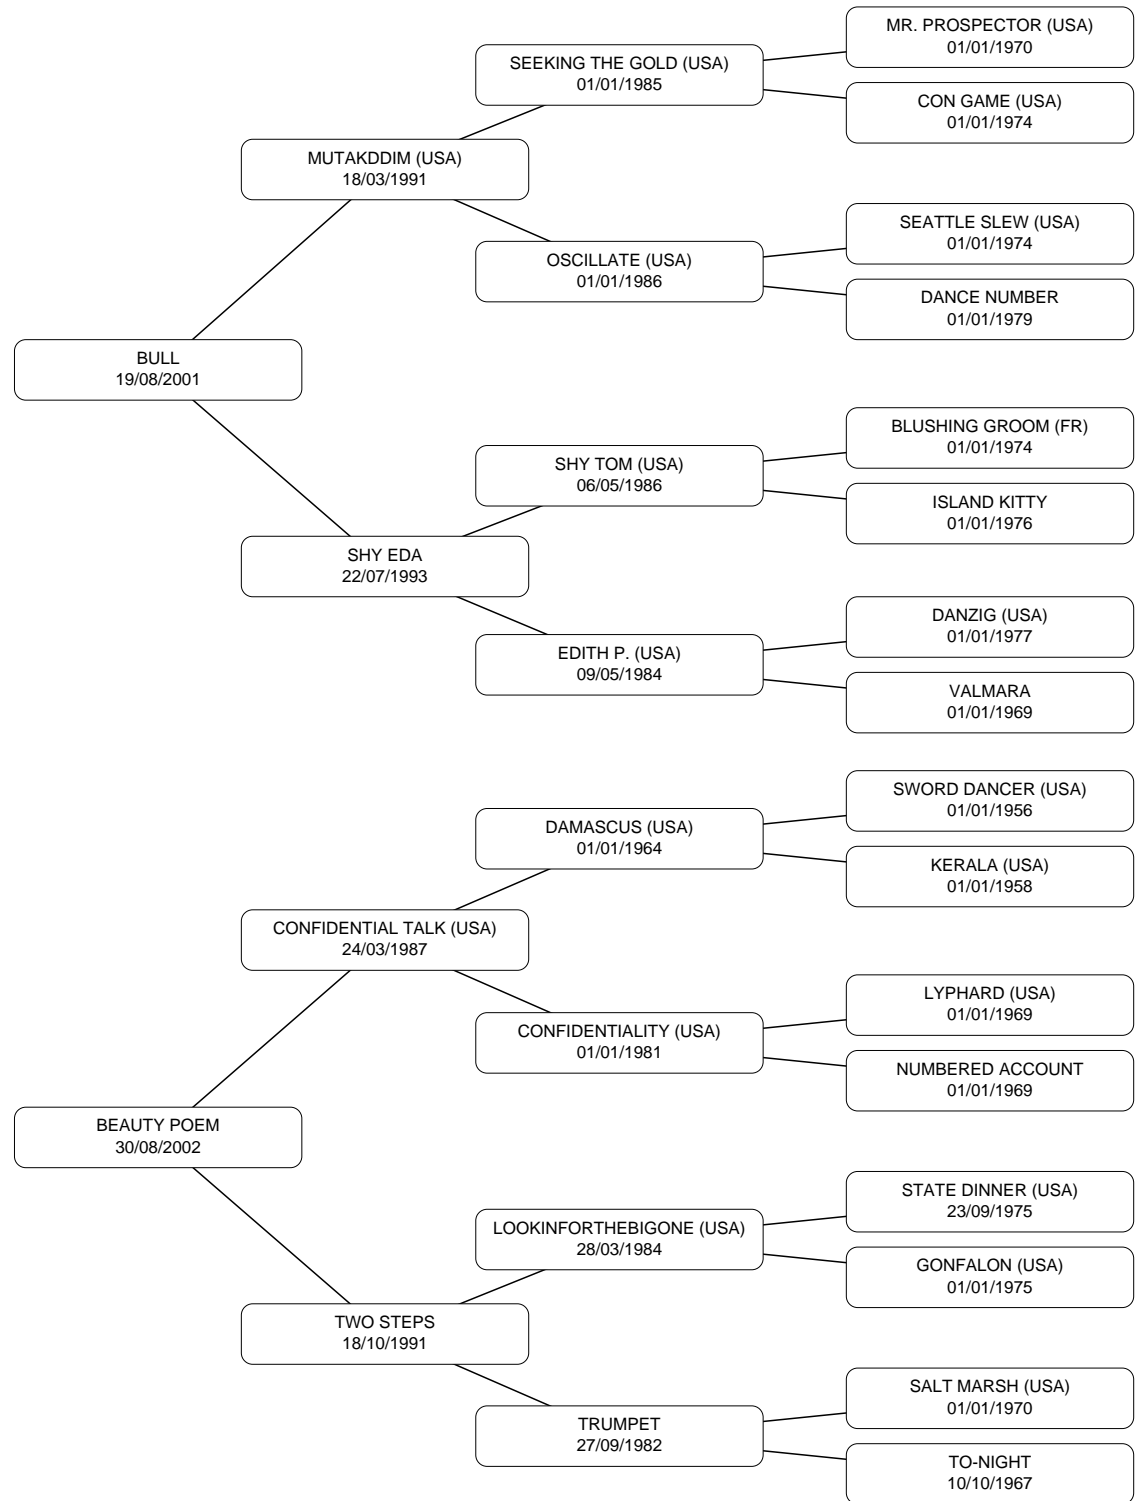 MR. PROSPECTOR (USA)
01/01/1970
SEEKING THE GOLD (USA)
01/01/1985
CON GAME (USA)
01/01/1974
MUTAKDDIM (USA)
18/03/1991
SEATTLE SLEW (USA)
01/01/1974
OSCILLATE (USA)
01/01/1986
DANCE NUMBER
01/01/1979
BULL
19/08/2001
BLUSHING GROOM (FR)
01/01/1974
SHY TOM (USA)
06/05/1986
ISLAND KITTY
01/01/1976
SHY EDA
22/07/1993
DANZIG (USA)
01/01/1977
EDITH P. (USA)
09/05/1984
VALMARA
01/01/1969
SWORD DANCER (USA)
01/01/1956
DAMASCUS (USA)
01/01/1964
KERALA (USA)
01/01/1958
CONFIDENTIAL TALK (USA)
24/03/1987
LYPHARD (USA)
01/01/1969
CONFIDENTIALITY (USA)
01/01/1981
NUMBERED ACCOUNT
01/01/1969
BEAUTY POEM
30/08/2002
STATE DINNER (USA)
23/09/1975
LOOKINFORTHEBIGONE (USA)
28/03/1984
GONFALON (USA)
01/01/1975
TWO STEPS
18/10/1991
SALT MARSH (USA)
01/01/1970
TRUMPET
27/09/1982
TO-NIGHT
10/10/1967